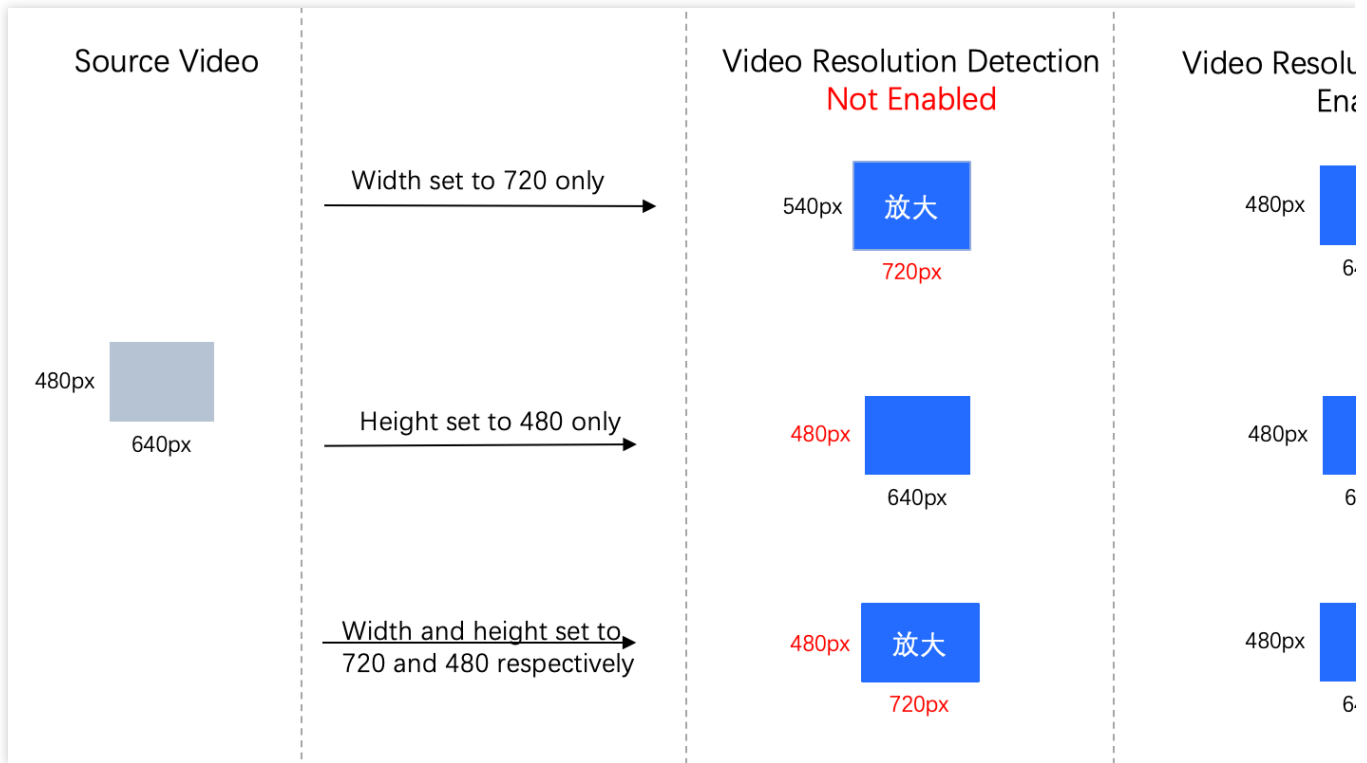 Source Video
Video Resolution Detection
Not Enabled
Video
Width set to 720 only
540px
放大
720px
480px
480px
640px
Height set to 480 only
480px
640px
480px
Width and height set to
720 and 480 respectively
480px
放大
720px
480px